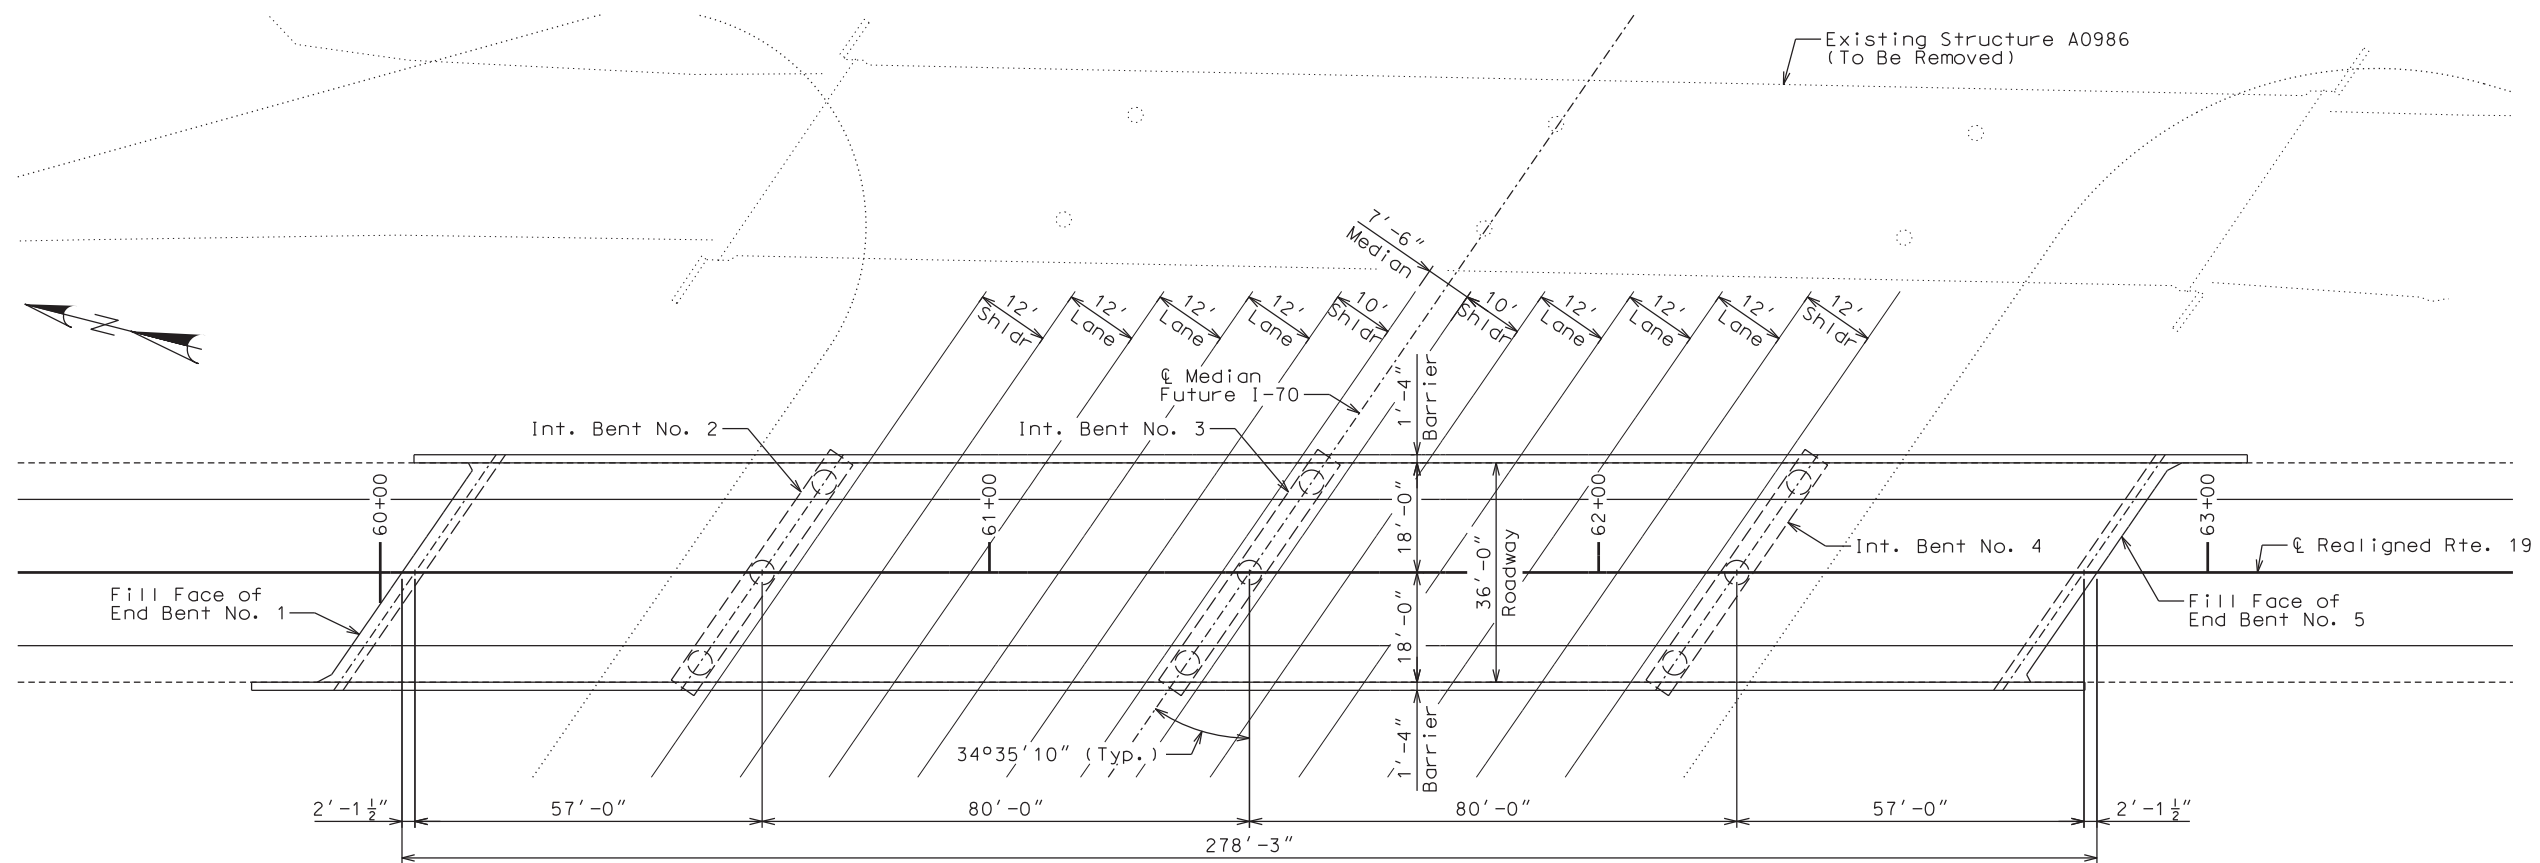 Existing Structure A0986
(To Be Removed)
7'-6"
Median
12'
Shldr
12'
Lane
12'
Lane
12'
Lane
10'
Shldr
10'
Shldr
12'
Lane
12'
Lane
12'
Lane
12'
Shldr
N
℄ Median
Future I-70
1'-4"
Barrier
Int. Bent No. 2
Int. Bent No. 3
60+00
61+00
62+00
63+00
18'-0"
36'-0"
Roadway
18'-0"
Int. Bent No. 4
℄ Realigned Rte. 19
Fill Face of
End Bent No. 1
Fill Face of
End Bent No. 5
34°35'10" (Typ.)
1'-4"
Barrier
2'-1½"
57'-0"
80'-0"
80'-0"
57'-0"
2'-1½"
278'-3"